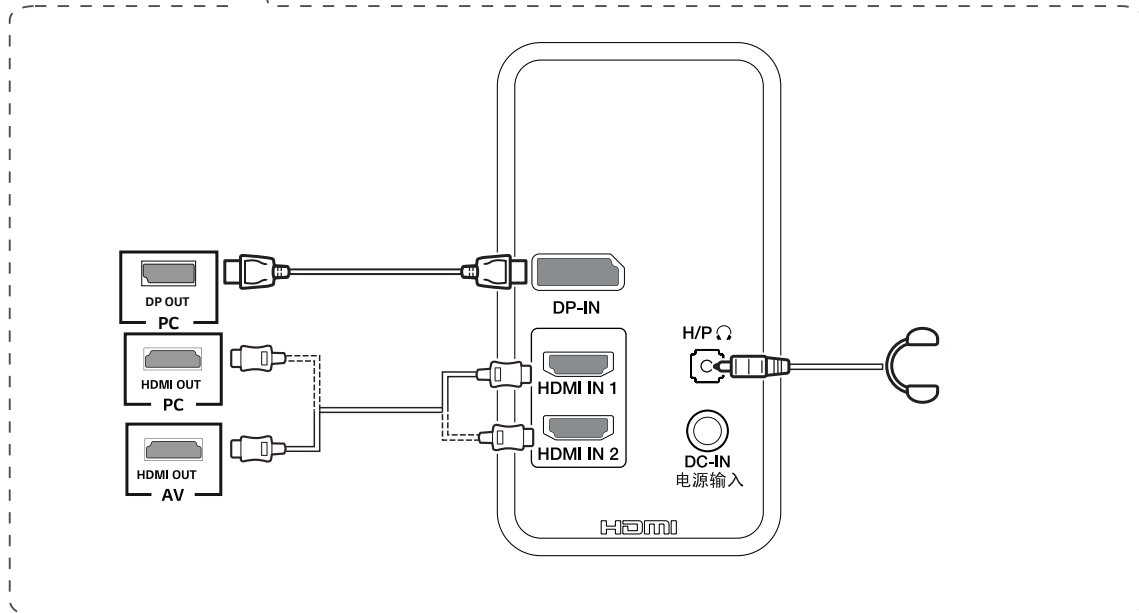 DP OUT
PC
HDMI OUT
PC
HDMI OUT
AV
DP-IN
HDMI IN 1
HDMI IN 2
H/P
DC-IN
电源输入
HDMI